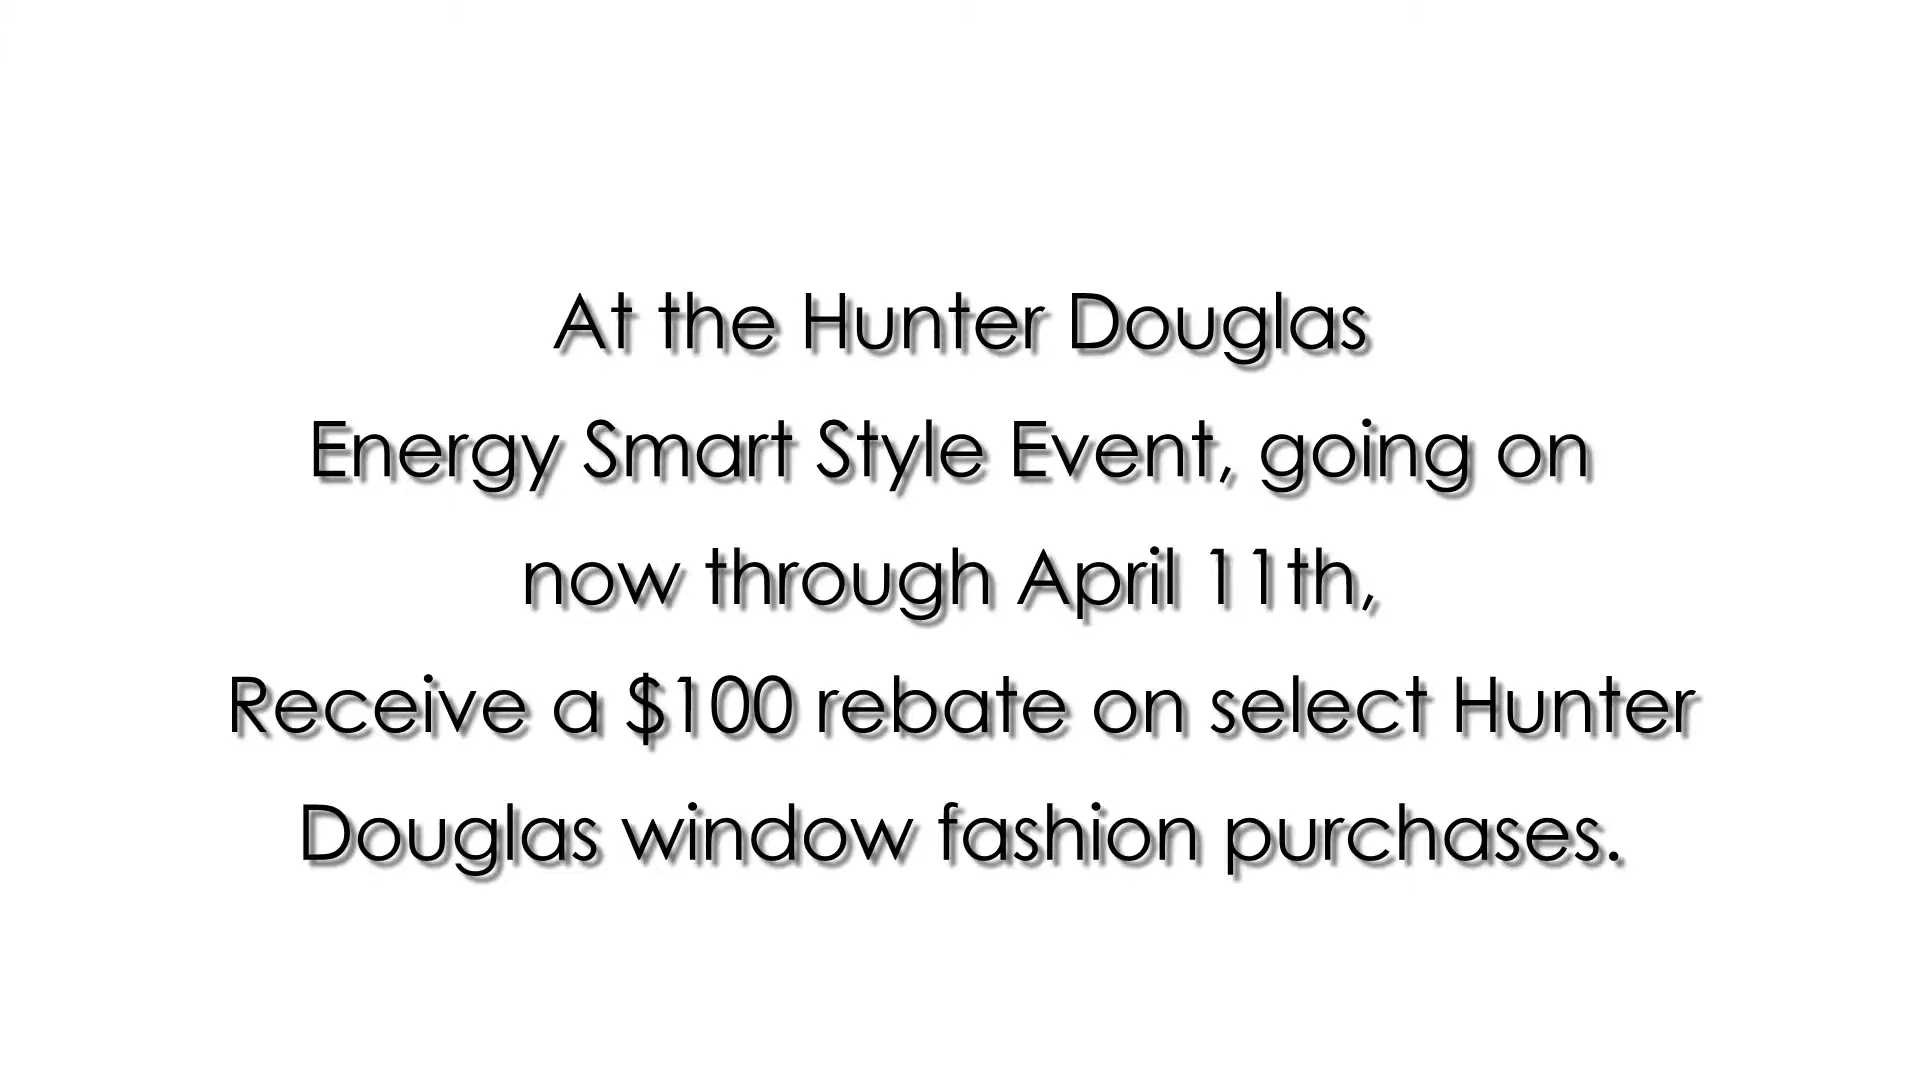 At the Hunter Douglas
Energy Smart Style Event, going on
now through April 11th,
Receive a $100 rebate on select Hunter
Douglas window fashion purchases.